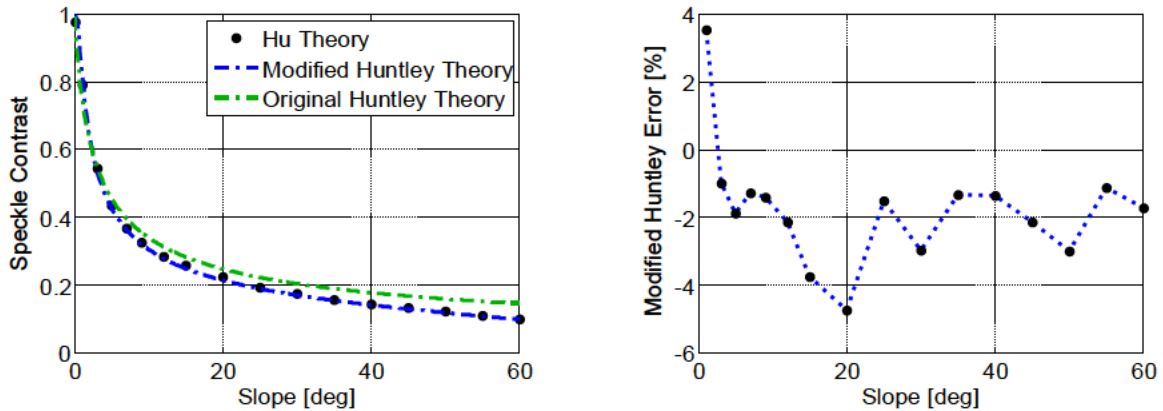 1
0.8
0.6
0.4
0.2
0
0
20
40
60
Speckle Contrast
Slope [deg]
Hu Theory
Modified Huntley Theory
Original Huntley Theory
4
2
0
-2
-4
-6
0
20
40
60
Modified Huntley Error [%]
Slope [deg]